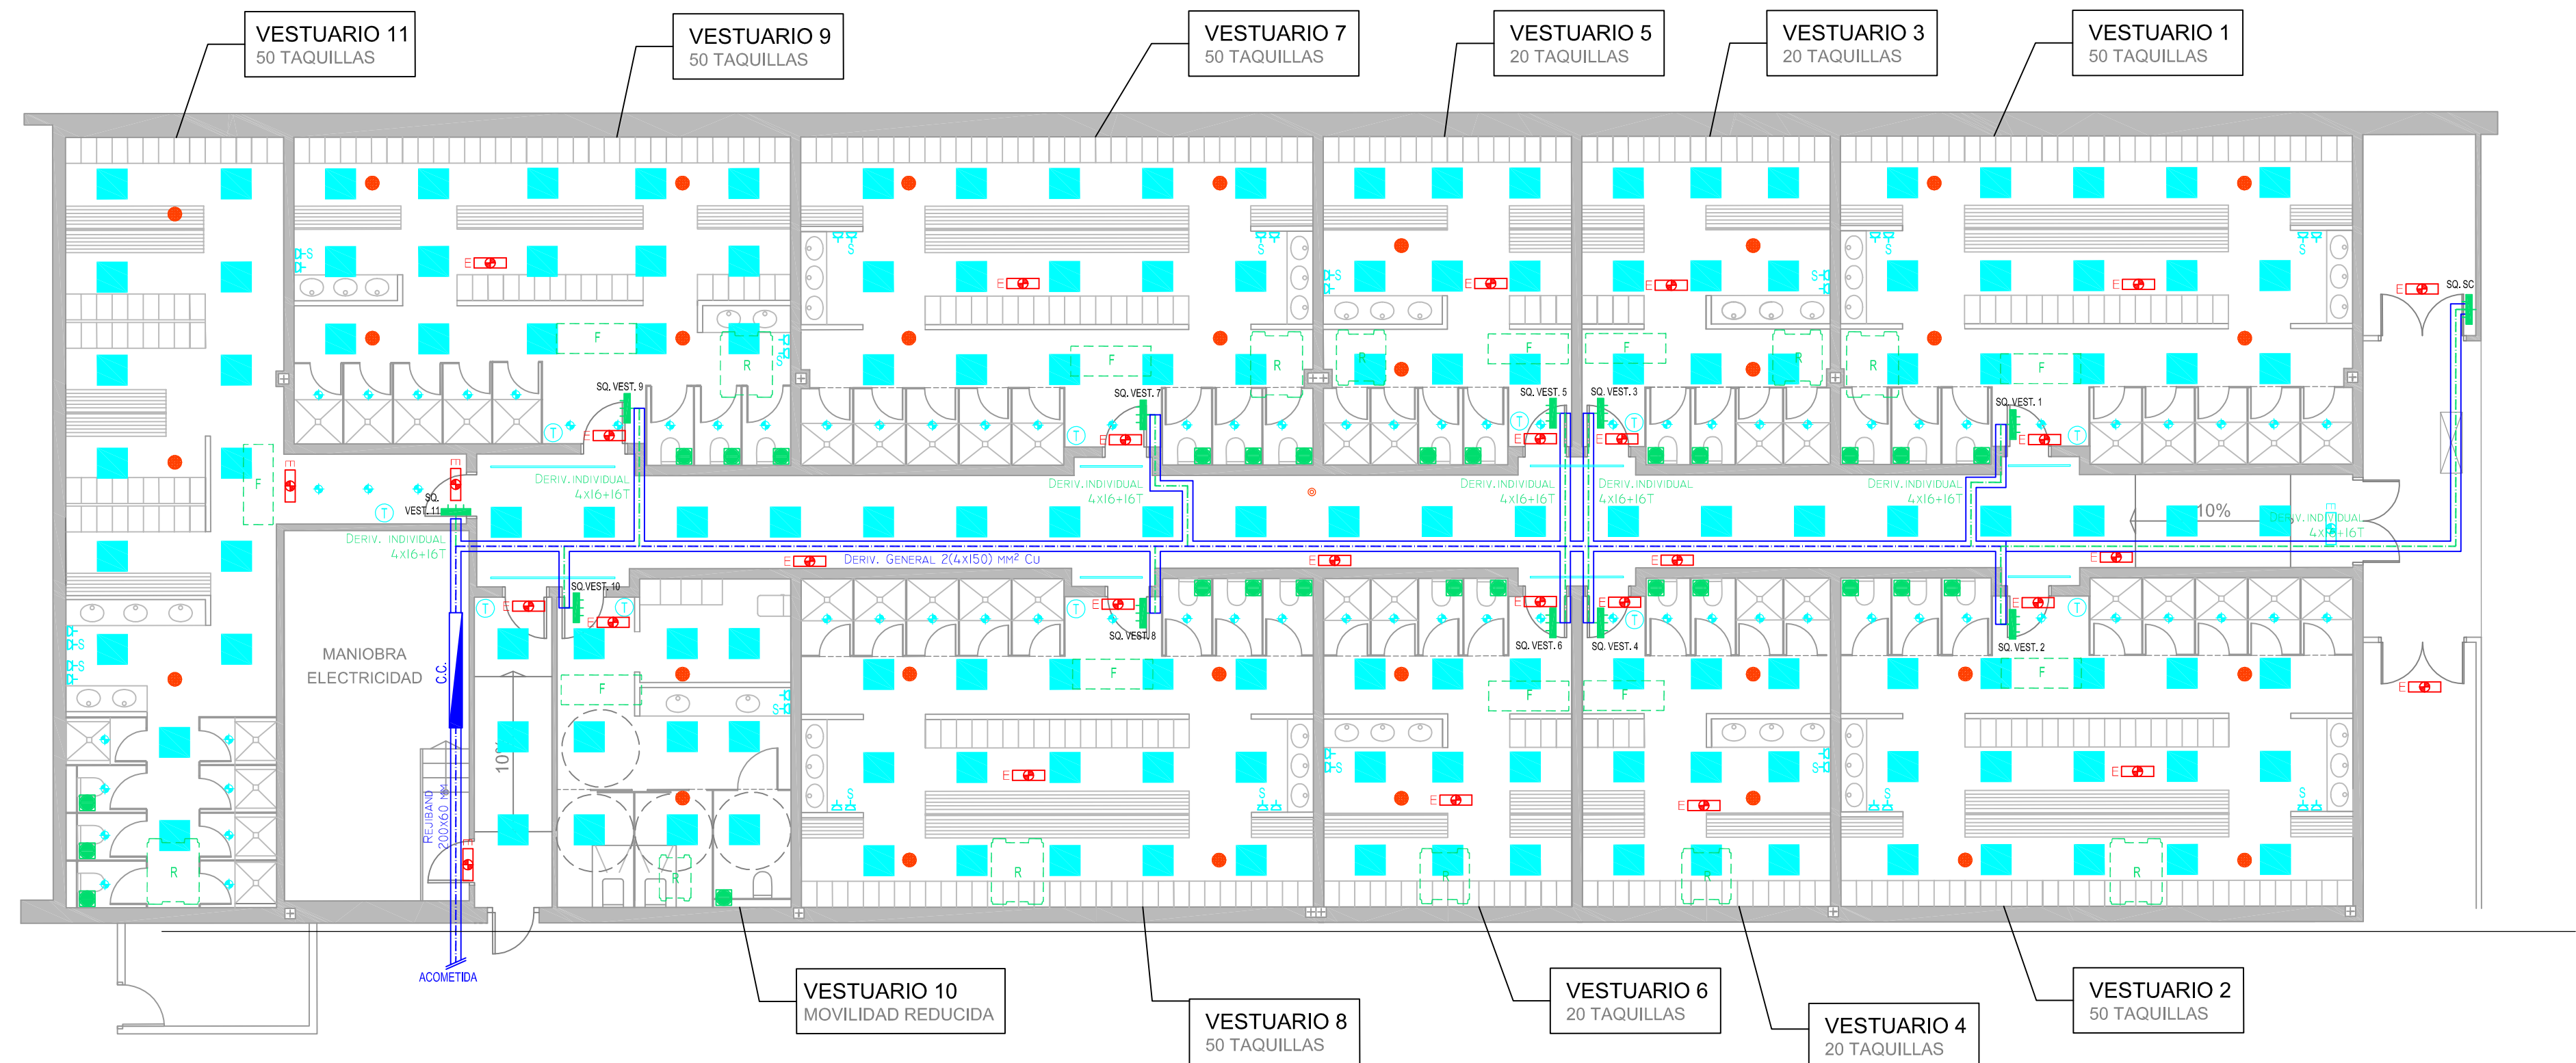 VESTUARIO 11
50 TAQUILLAS
VESTUARIO 9
50 TAQUILLAS
VESTUARIO 7
50 TAQUILLAS
VESTUARIO 5
20 TAQUILLAS
VESTUARIO 3
20 TAQUILLAS
VESTUARIO 1
50 TAQUILLAS
S
E
S
E
S
S
E
S
E
S
S
E
S
E
SQ. SC
F
R
S
F
R
R
F
F
R
R
F
SQ. VEST. 9
SQ. VEST. 7
SQ. VEST. 5
SQ. VEST. 3
SQ. VEST. 1
T
E
T
E
T
E
E
T
E
T
F
E
E
T
SQ.
VEST. 11
DERIV. INDIVIDUAL
4x16+16T
DERIV. INDIVIDUAL
4x16+16T
DERIV. INDIVIDUAL
4x16+16T
DERIV. INDIVIDUAL
4x16+16T
DERIV. INDIVIDUAL
4x16+16T
DERIV. INDIVIDUAL
4x16+16T
DERIV. INDIVIDUAL
4x16+16T
10%
E
E
DERIV. GENERAL 2(4x150) MM² CU
E
E
E
SQ. VEST. 10
T
E
T
E
T
E
E
E
T
E
T
SQ. VEST. 8
SQ. VEST. 6
SQ. VEST. 4
SQ. VEST. 2
MANIOBRA
ELECTRICIDAD
C.C.
S
S
F
S
F
F
F
F
E
10%
S
E
S
S
E
E
S
S
E
S
REJIBAND
200x60 MM
E
R
R
R
R
R
R
ACOMETIDA
VESTUARIO 10
MOVILIDAD REDUCIDA
VESTUARIO 8
50 TAQUILLAS
VESTUARIO 6
20 TAQUILLAS
VESTUARIO 4
20 TAQUILLAS
VESTUARIO 2
50 TAQUILLAS